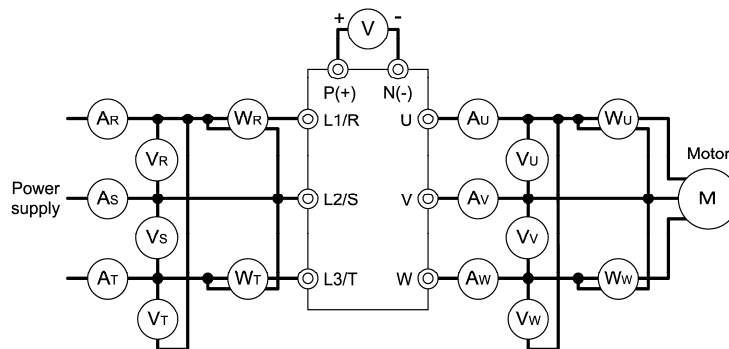 + V -
P(+) N(-)
AR WR L1/R U AU WU
VR VU Motor
Power supply
AS L2/S V AV M
VS VV
AT WT L3/T W AW WW
VT VW